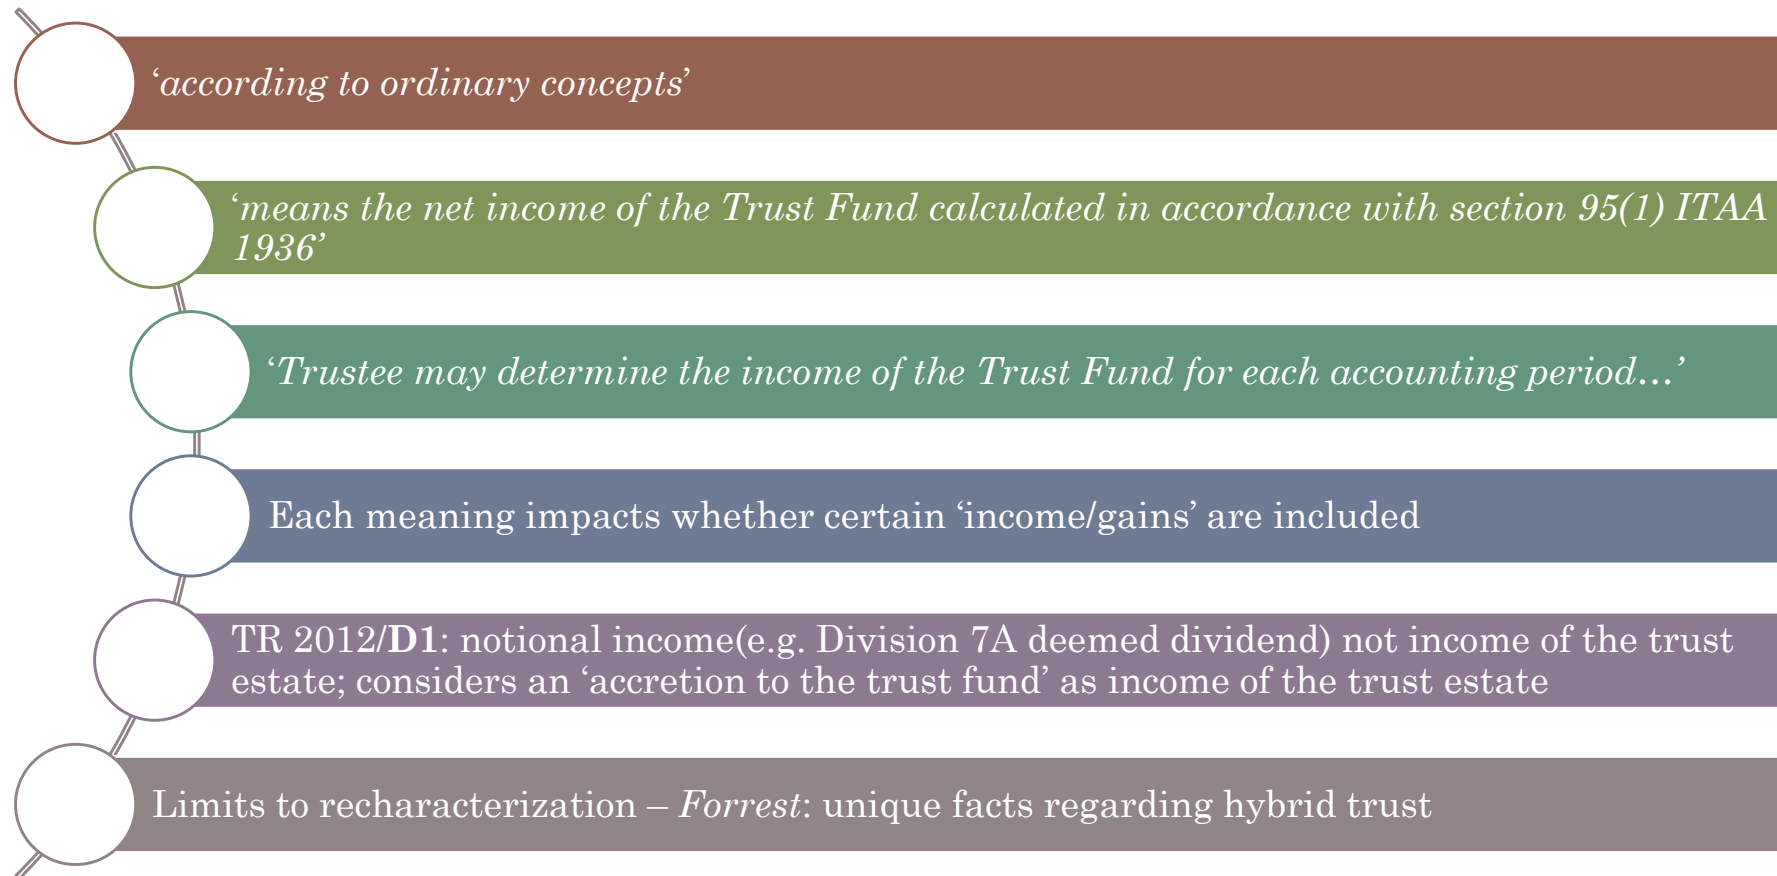 ‘according to ordinary concepts’
‘means the net income of the Trust Fund calculated in accordance with section 95(1) ITAA
1936’
‘Trustee may determine the income of the Trust Fund for each accounting period…’
Each meaning impacts whether certain ‘income/gains’ are included
TR 2012/D1: notional income(e.g. Division 7A deemed dividend) not income of the trust
estate; considers an ‘accretion to the trust fund’ as income of the trust estate
Limits to recharacterization – Forrest: unique facts regarding hybrid trust